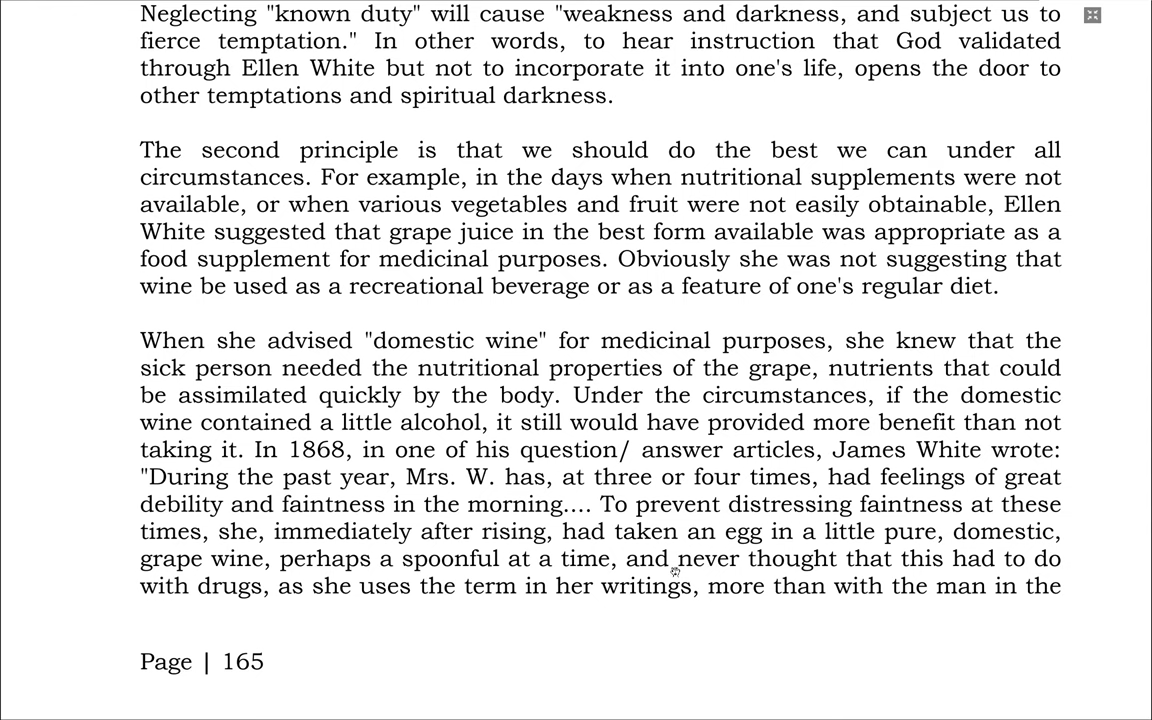 Neglecting "known duty" will cause "weakness and darkness, and subject us to
fierce temptation." In other words, to hear instruction that God validated
through Ellen White but not to incorporate it into one's life, opens the door to
other temptations and spiritual darkness.
The second principle is that we should do the best we can under all
circumstances. For example, in the days when nutritional supplements were not
available, or when various vegetables and fruit were not easily obtainable, Ellen
White suggested that grape juice in the best form available was appropriate as a
food supplement for medicinal purposes. Obviously she was not suggesting that
wine be used as a recreational beverage or as a feature of one's regular diet.
When she advised "domestic wine" for medicinal purposes, she knew that the
sick person needed the nutritional properties of the grape, nutrients that could
be assimilated quickly by the body. Under the circumstances, if the domestic
wine contained a little alcohol, it still would have provided more benefit than not
taking it. In 1868, in one of his question/ answer articles, James White wrote:
"During the past year, Mrs. W. has, at three or four times, had feelings of great
debility and faintness in the morning.... To prevent distressing faintness at these
times, she, immediately after rising, had taken an egg in a little pure, domestic,
grape wine, perhaps a spoonful at a time, and never thought that this had to do
with drugs, as she uses the term in her writings, more than with the man in the
Page | 165